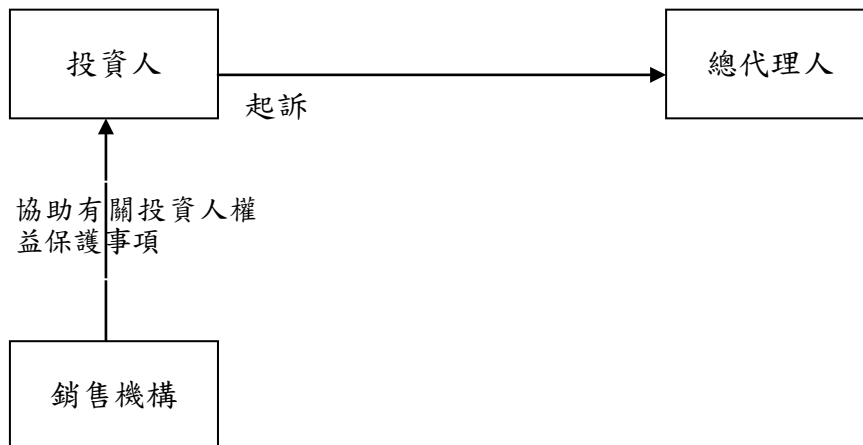 投資人
總代理人
起訴
協助有關投資人權
益保護事項
銷售機構